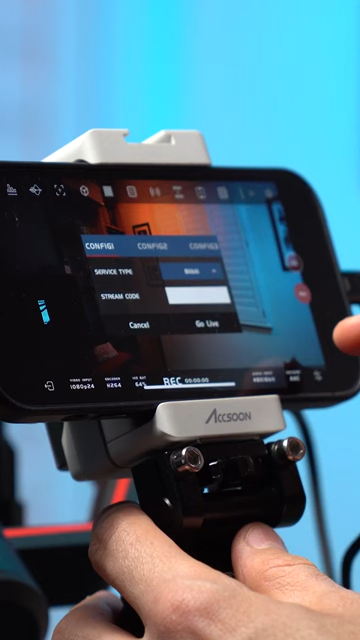 CONFIG1 CONFIG2 CONFIG3
SERVICE TYPE
STREAM CODE
Cancel Go Live
VIDEO INPUT ENCODER
1080p24 H264 64% REC 00:00:00
ACCSOON